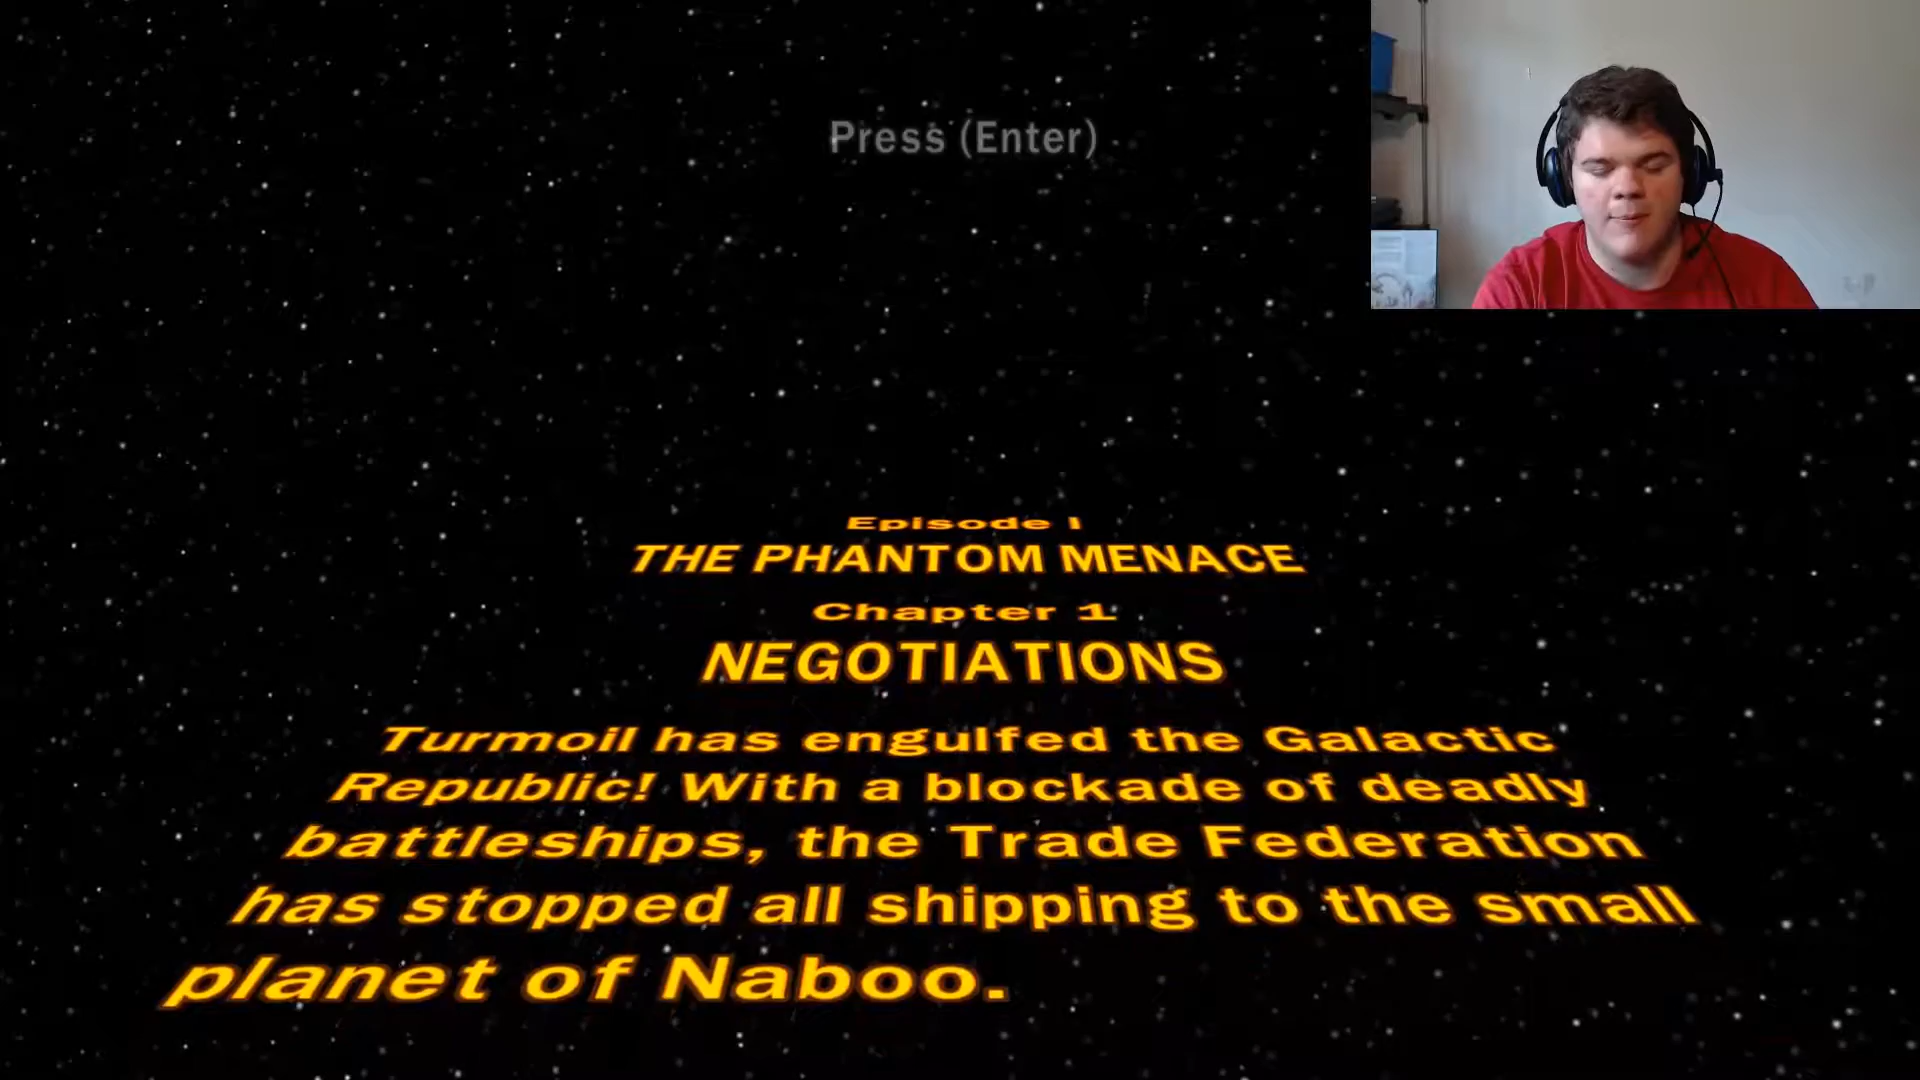 Press (Enter)
Episode I
THE PHANTOM MENACE
Chapter 1
NEGOTIATIONS
Turmoil has engulfed the Galactic
Republic! With a blockade of deadly
battleships, the Trade Federation
has stopped all shipping to the small
planet of Naboo.